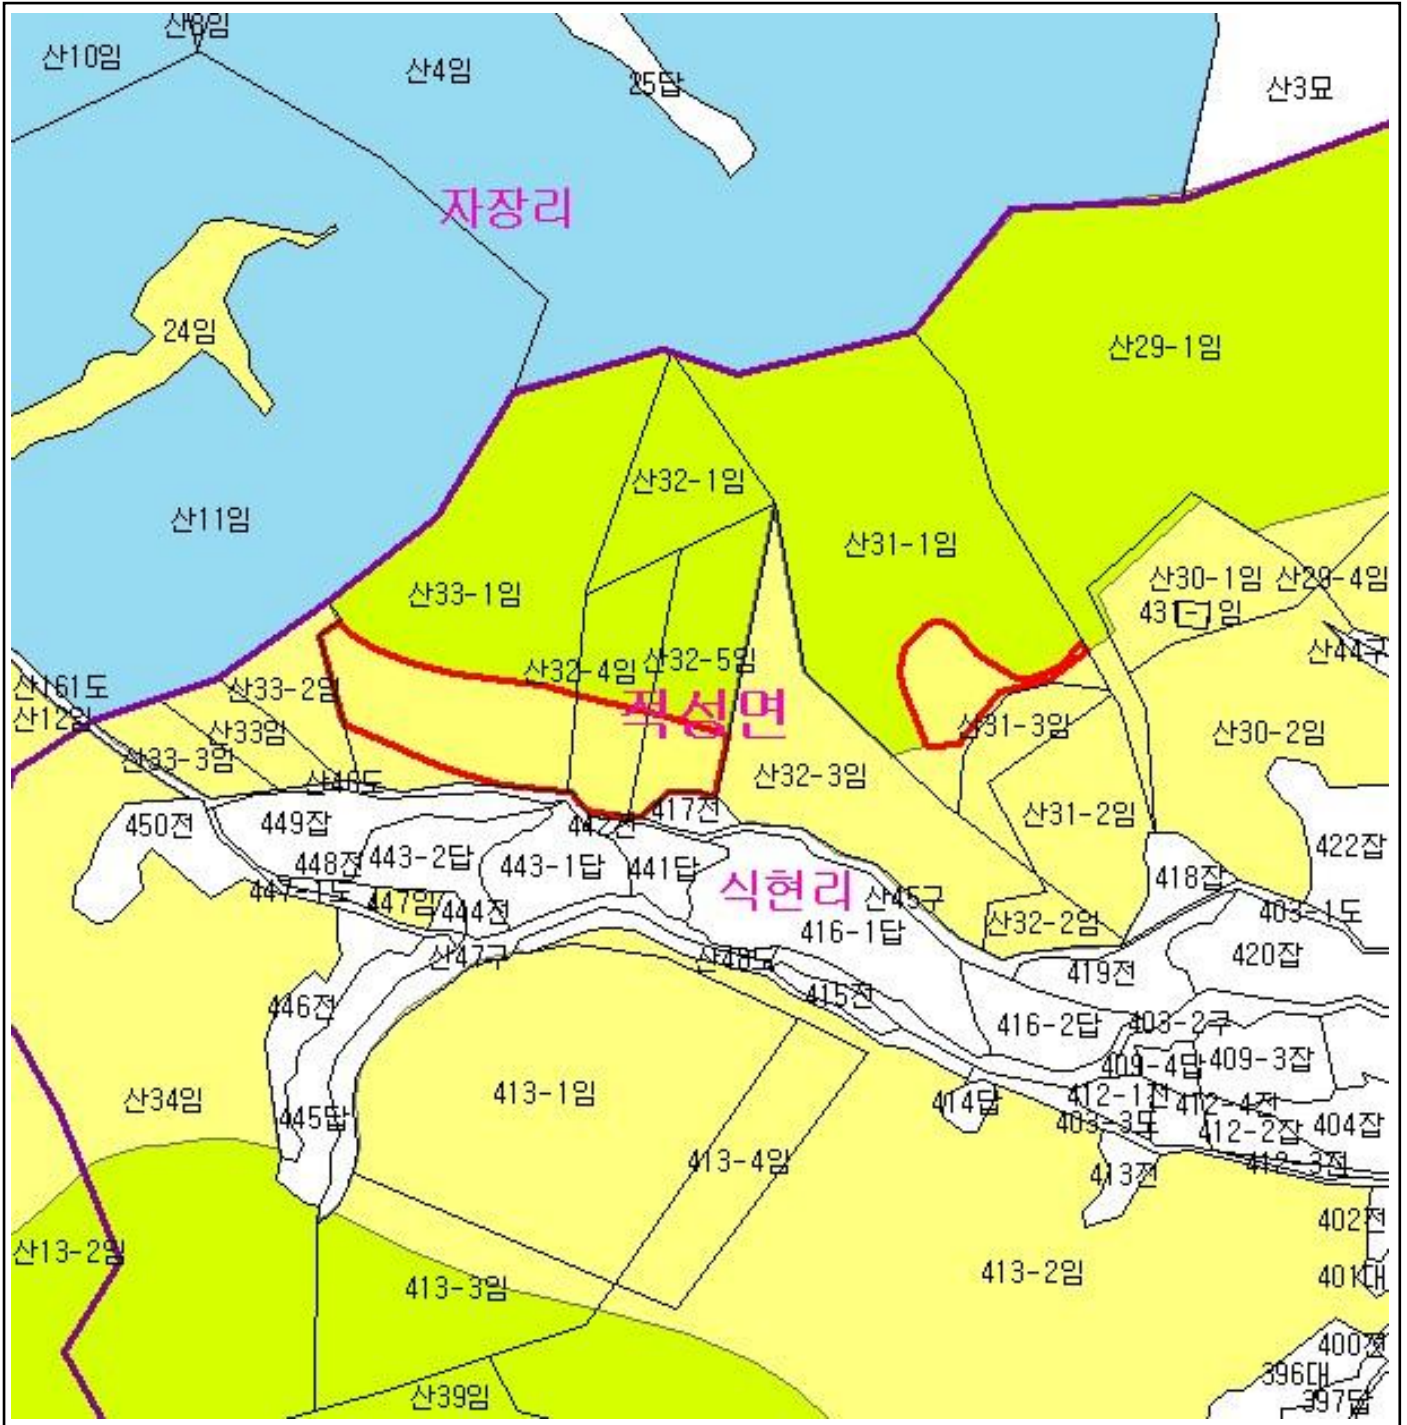 산8임
산10임
산4임
25답
산3묘
자장리
24임
산29-1임
산32-1임
산11임
산31-1임
산33-1임
산30-1임
산29-4임
431-1임
산44구
산32-4임
산32-5임
산161도
산33-2임
산12임
적성면
산33임
산31-3임
산30-2임
산33-3임
산32-3임
산46도
417전
산31-2임
450전
449잡
442전
422잡
448전
443-2답
443-1답
441답
418잡
447-1도
식현리
산45구
447임
444전
403-1도
산32-2임
416-1답
산47구
산48도
420잡
419전
415전
446전
416-2답
403-2구
409-4답
409-3잡
413-1임
산34임
414답
412-1전
412-4전
445답
403-3도
412-2잡
404잡
413-4임
412-3전
413전
402전
산13-2임
413-2임
401대
413-3임
400전
396대
산39임
397답